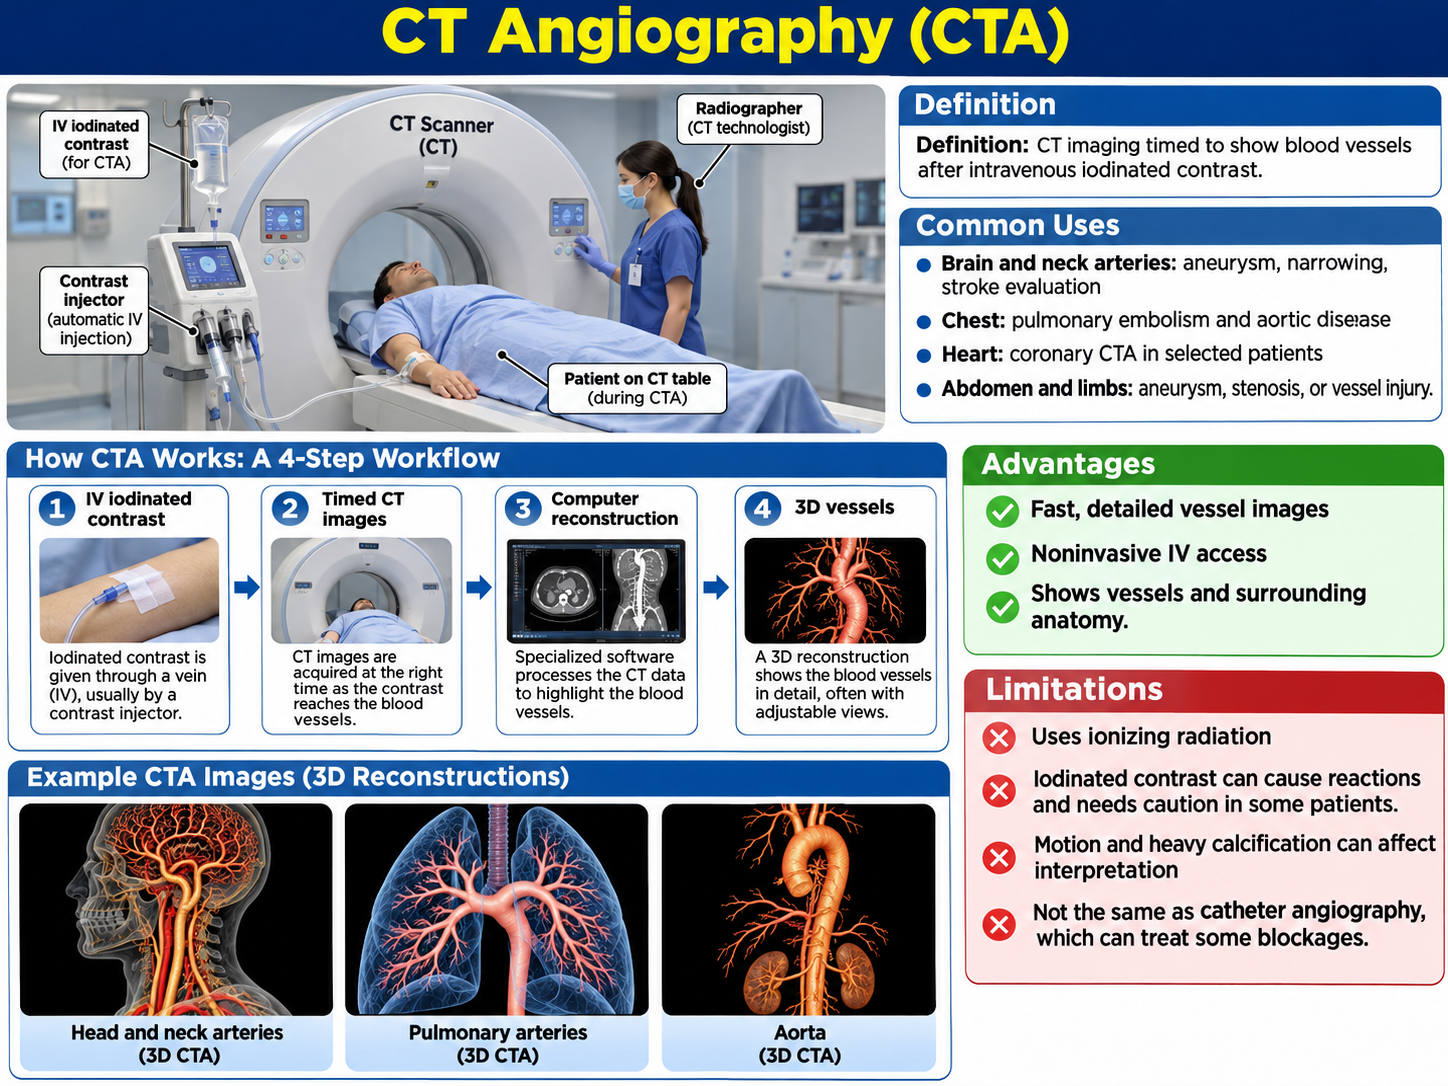 CT Angiography (CTA)
IV iodinated
contrast
(for CTA)
CT Scanner
(CT)
Radiographer
(CT technologist)
Contrast
injector
(automatic IV
injection)
Patient on CT table
(during CTA)
Definition
Definition: CT imaging timed to show blood vessels
after intravenous iodinated contrast.
Common Uses
Brain and neck arteries: aneurysm, narrowing,
stroke evaluation
Chest: pulmonary embolism and aortic disease
Heart: coronary CTA in selected patients
Abdomen and limbs: aneurysm, stenosis, or vessel injury.
How CTA Works: A 4-Step Workflow
1 IV iodinated
contrast
Iodinated contrast is
given through a vein
(IV), usually by a
contrast injector.
2 Timed CT
images
CT images are
acquired at the right
time as the contrast
reaches the blood
vessels.
3 Computer
reconstruction
Specialized software
processes the CT data
to highlight the blood
vessels.
4 3D vessels
A 3D reconstruction
shows the blood vessels
in detail, often with
adjustable views.
Advantages
Fast, detailed vessel images
Noninvasive IV access
Shows vessels and surrounding
anatomy.
Limitations
Uses ionizing radiation
Iodinated contrast can cause reactions
and needs caution in some patients.
Motion and heavy calcification can affect
interpretation
Not the same as catheter angiography,
which can treat some blockages.
Example CTA Images (3D Reconstructions)
Head and neck arteries
(3D CTA)
Pulmonary arteries
(3D CTA)
Aorta
(3D CTA)